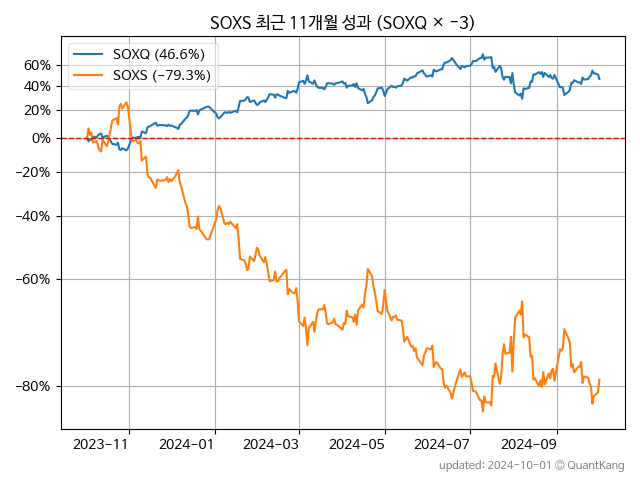 SOXS 최근 11개월 성과 (SOXQ × −3)
SOXQ (46.6%)
SOXS (−79.3%)
60%
40%
20%
0%
−20%
−40%
−60%
−80%
2023-11 2024-01 2024-03 2024-05 2024-07 2024-09
updated: 2024-10-01 © QuantKang